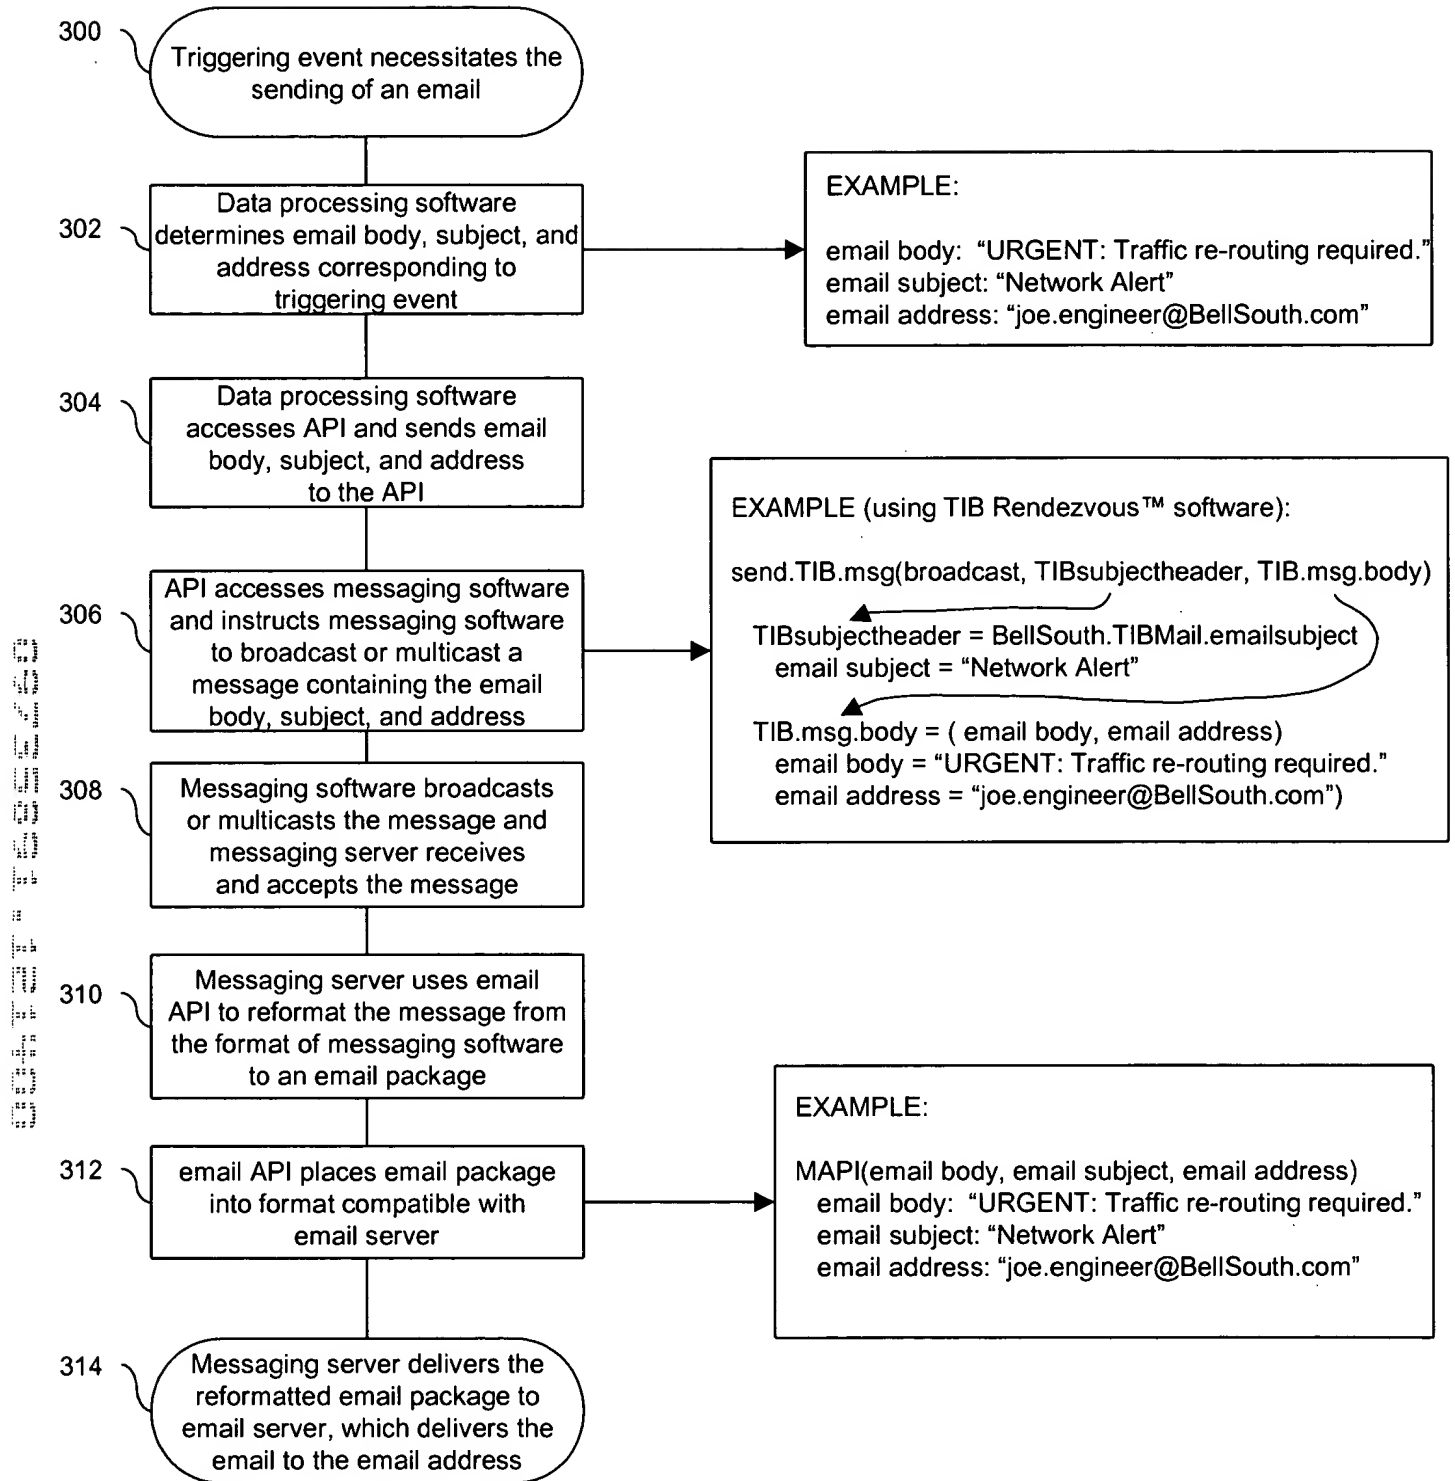 300
Triggering event necessitates the
sending of an email
302
Data processing software
determines email body, subject, and
address corresponding to
triggering event
EXAMPLE:
email body: “URGENT: Traffic re-routing required.”
email subject: “Network Alert”
email address: “joe.engineer@BellSouth.com”
304
Data processing software
accesses API and sends email
body, subject, and address
to the API
306
API accesses messaging software
and instructs messaging software
to broadcast or multicast a
message containing the email
body, subject, and address
EXAMPLE (using TIB Rendezvous™ software):
send.TIB.msg(broadcast, TIBsubjectheader, TIB.msg.body)
TIBsubjectheader = BellSouth.TIBMail.emailsubject
email subject = “Network Alert”
TIB.msg.body = ( email body, email address)
email body = “URGENT: Traffic re-routing required.”
email address = “joe.engineer@BellSouth.com”)
308
Messaging software broadcasts
or multicasts the message and
messaging server receives
and accepts the message
310
Messaging server uses email
API to reformat the message from
the format of messaging software
to an email package
312
email API places email package
into format compatible with
email server
EXAMPLE:
MAPI(email body, email subject, email address)
email body: “URGENT: Traffic re-routing required.”
email subject: “Network Alert”
email address: “joe.engineer@BellSouth.com”
314
Messaging server delivers the
reformatted email package to
email server, which delivers the
email to the email address